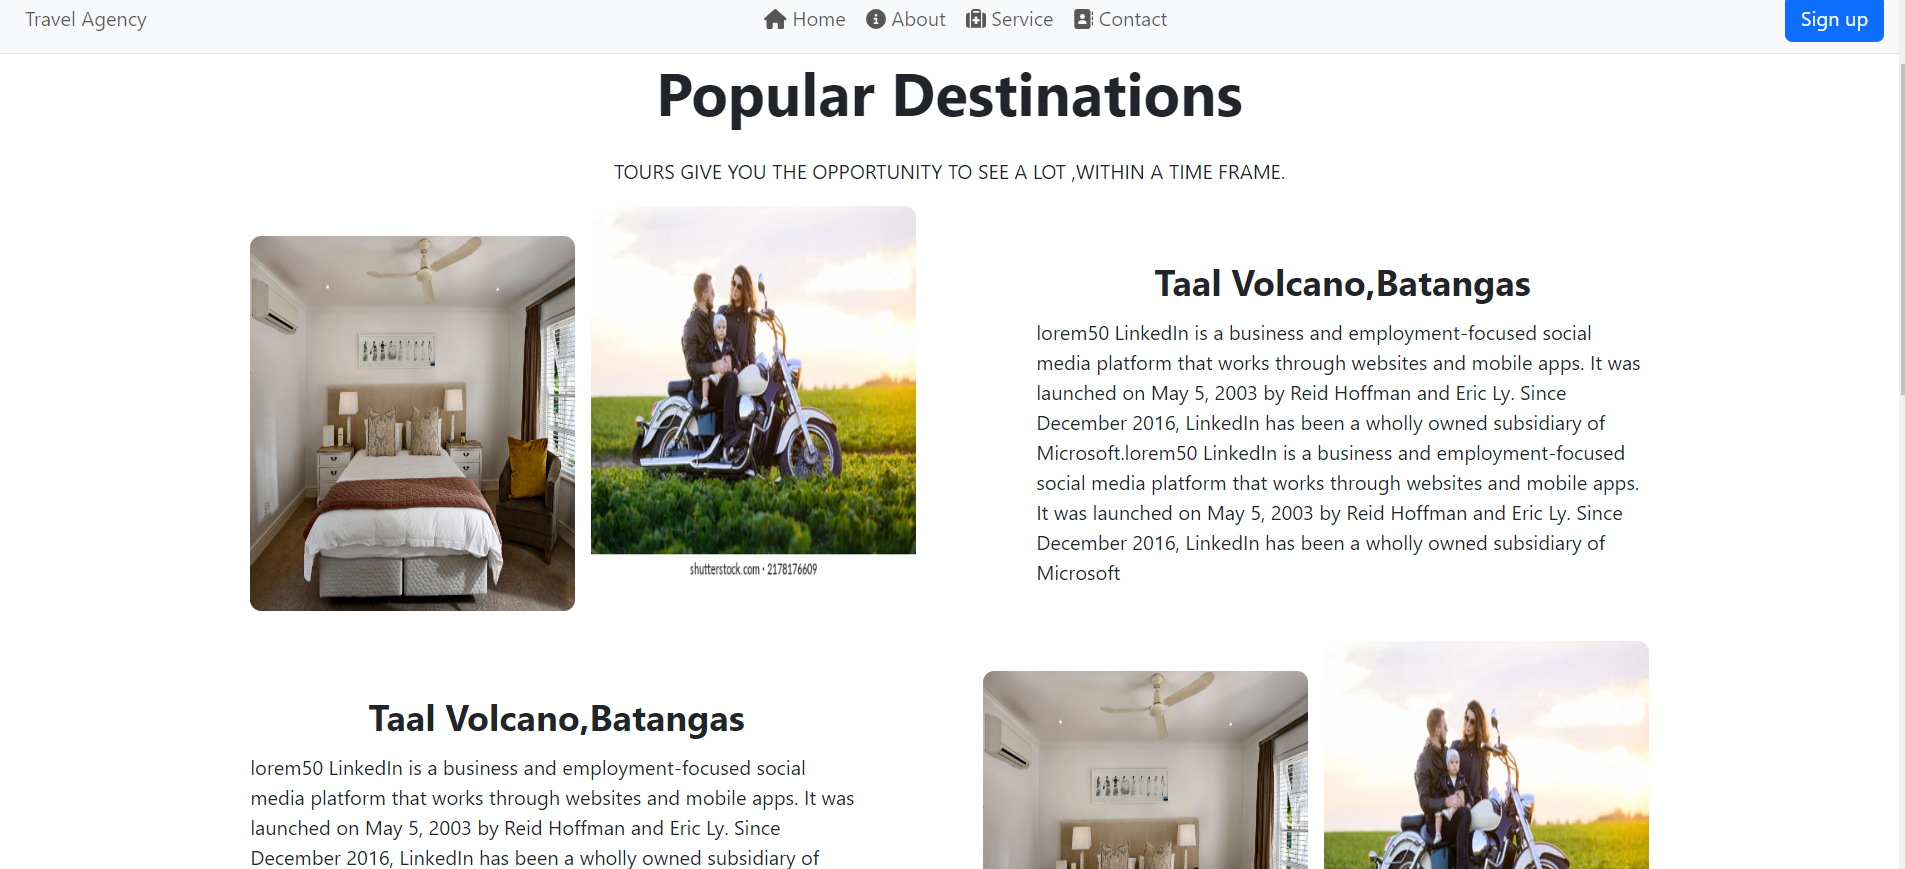 Travel Agency
Home
About
Service
Contact
Sign up
Popular Destinations
TOURS GIVE YOU THE OPPORTUNITY TO SEE A LOT ,WITHIN A TIME FRAME.
shutterstock.com • 2178176609
Taal Volcano,Batangas
lorem50 LinkedIn is a business and employment-focused social
media platform that works through websites and mobile apps. It was
launched on May 5, 2003 by Reid Hoffman and Eric Ly. Since
December 2016, LinkedIn has been a wholly owned subsidiary of
Microsoft.lorem50 LinkedIn is a business and employment-focused
social media platform that works through websites and mobile apps.
It was launched on May 5, 2003 by Reid Hoffman and Eric Ly. Since
December 2016, LinkedIn has been a wholly owned subsidiary of
Microsoft
Taal Volcano,Batangas
lorem50 LinkedIn is a business and employment-focused social
media platform that works through websites and mobile apps. It was
launched on May 5, 2003 by Reid Hoffman and Eric Ly. Since
December 2016, LinkedIn has been a wholly owned subsidiary of